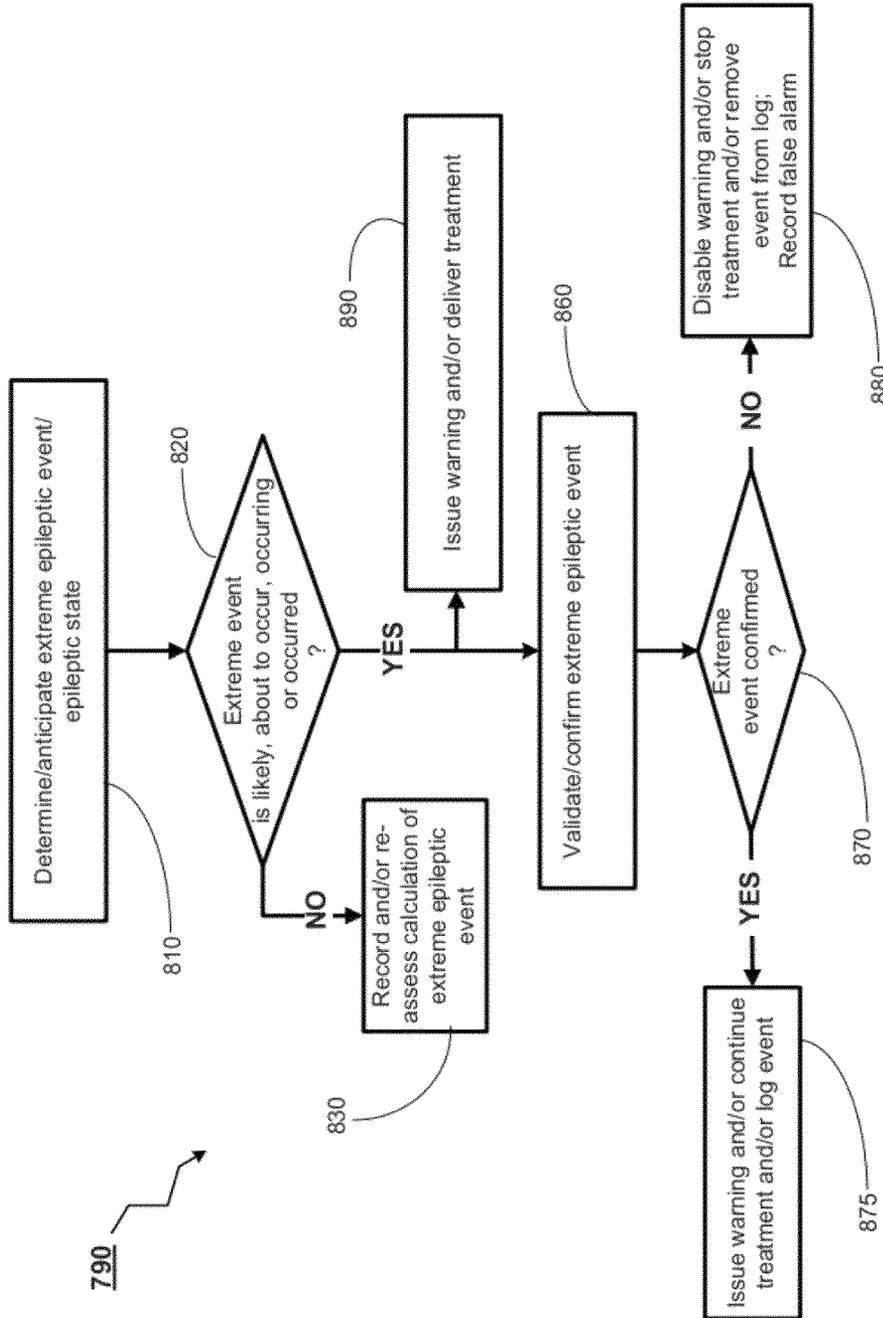 790
Determine/anticipate extreme epileptic event/
epileptic state
810
Extreme event
is likely, about to occur, occurring
or occurred
?
820
NO
Record and/or re-
assess calculation of
extreme epileptic
event
830
YES
Issue warning and/or deliver treatment
890
Validate/confirm extreme epileptic event
860
Extreme
event confirmed
?
870
YES
Issue warning and/or continue
treatment and/or log event
875
NO
Disable warning and/or stop
treatment and/or remove
event from log;
Record false alarm
880